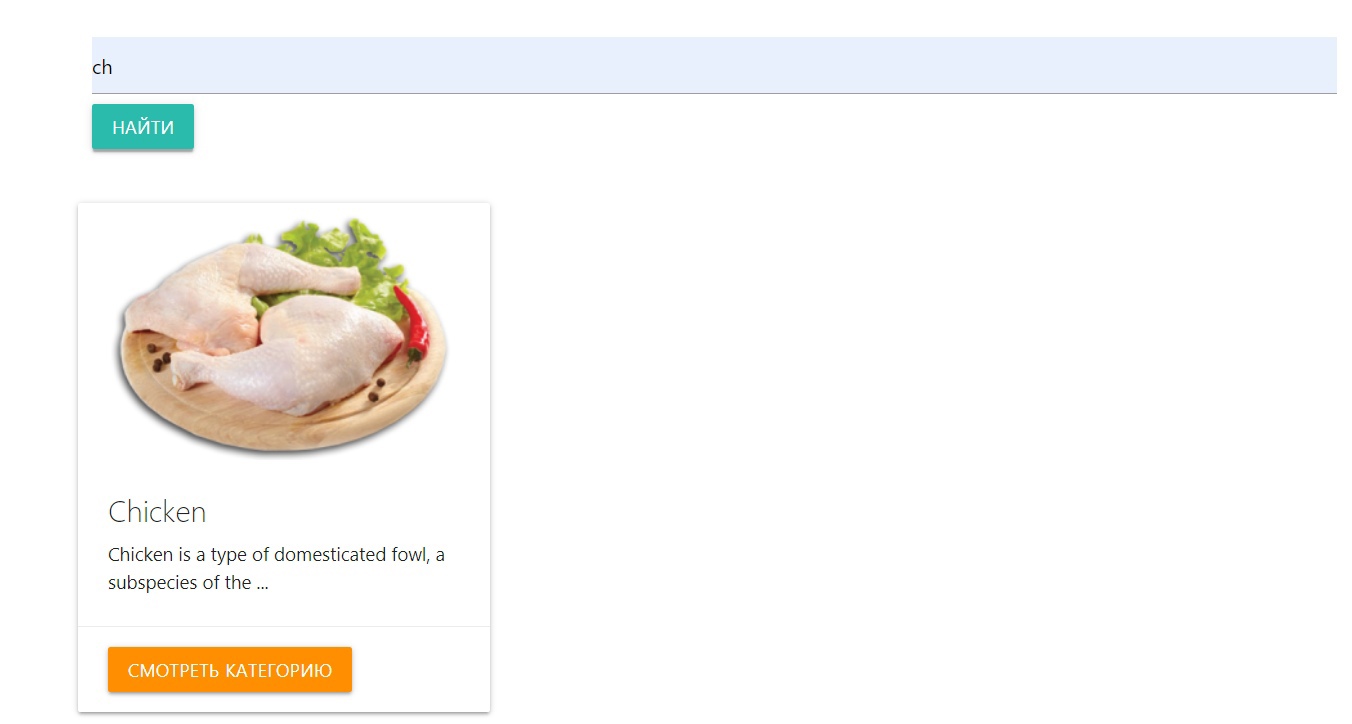 ch
НАЙТИ
Chicken
Chicken is a type of domesticated fowl, a
subspecies of the ...
СМОТРЕТЬ КАТЕГОРИЮ